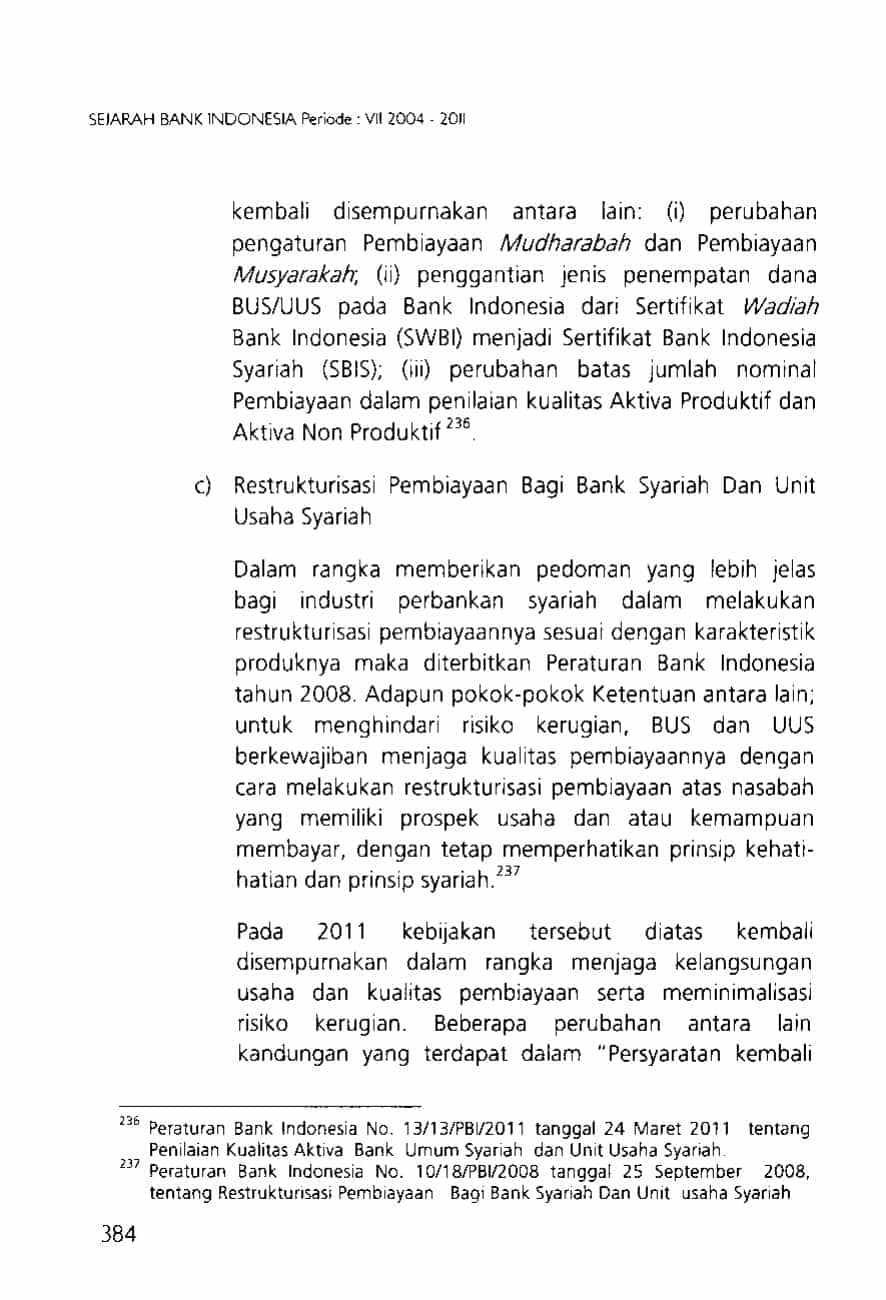 SEJARAH BANK INDONESIA Periode : VII 2004 - 2011
kembali disempurnakan antara lain: (i) perubahan
pengaturan Pembiayaan Mudharabah dan Pembiayaan
Musyarakah; (ii) penggantian jenis penempatan dana
BUS/UUS pada Bank Indonesia dari Sertifikat Wadiah
Bank Indonesia (SWBI) menjadi Sertifikat Bank Indonesia
Syariah (SBIS); (iii) perubahan batas jumlah nominal
Pembiayaan dalam penilaian kualitas Aktiva Produktif dan
Aktiva Non Produktif 236.
c) Restrukturisasi Pembiayaan Bagi Bank Syariah Dan Unit
Usaha Syariah
Dalam rangka memberikan pedoman yang lebih jelas
bagi industri perbankan syariah dalam melakukan
restrukturisasi pembiayaannya sesuai dengan karakteristik
produknya maka diterbitkan Peraturan Bank Indonesia
tahun 2008. Adapun pokok-pokok Ketentuan antara lain;
untuk menghindari risiko kerugian, BUS dan UUS
berkewajiban menjaga kualitas pembiayaannya dengan
cara melakukan restrukturisasi pembiayaan atas nasabah
yang memiliki prospek usaha dan atau kemampuan
membayar, dengan tetap memperhatikan prinsip kehati-
hatian dan prinsip syariah.237
Pada 2011 kebijakan tersebut diatas kembali
disempurnakan dalam rangka menjaga kelangsungan
usaha dan kualitas pembiayaan serta meminimalisasi
risiko kerugian. Beberapa perubahan antara lain
kandungan yang terdapat dalam "Persyaratan kembali
236 Peraturan Bank Indonesia No. 13/13/PBI/2011 tanggal 24 Maret 2011 tentang
Penilaian Kualitas Aktiva Bank Umum Syariah dan Unit Usaha Syariah.
237 Peraturan Bank Indonesia No. 10/18/PBI/2008 tanggal 25 September 2008,
tentang Restrukturisasi Pembiayaan Bagi Bank Syariah Dan Unit usaha Syariah
384